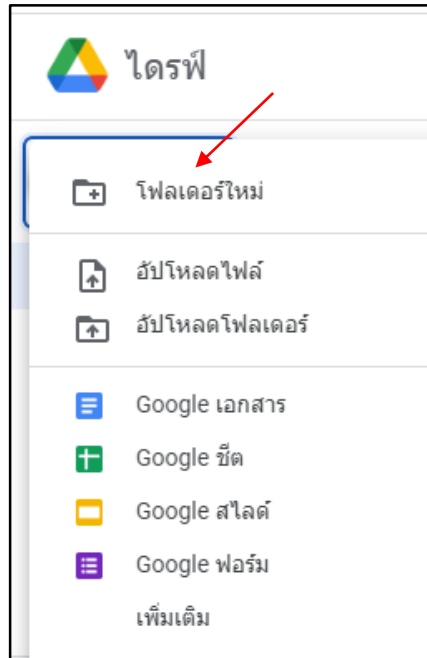 ไดรฟ์
โฟลเดอร์ใหม่
อัปโหลดไฟล์
อัปโหลดโฟลเดอร์
Google เอกสาร
Google ชีต
Google สไลด์
Google ฟอร์ม
เพิ่มเติม